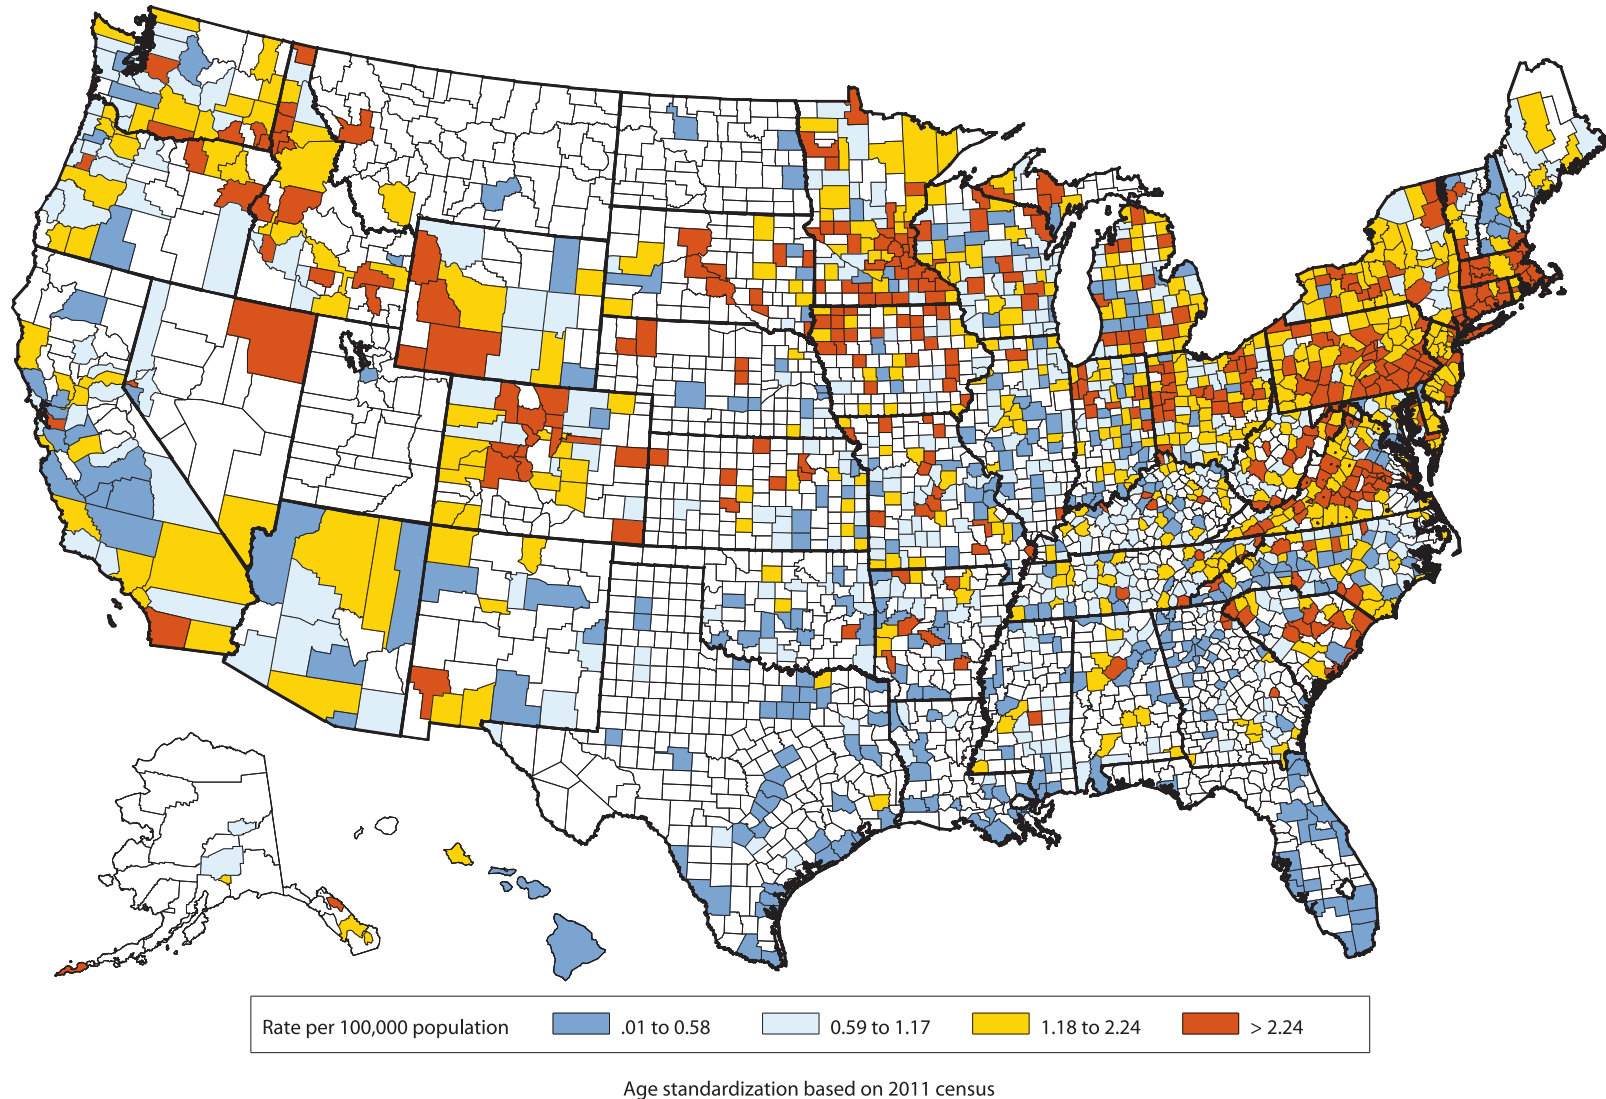 Rate per 100,000 population .01 to 0.58 0.59 to 1.17 1.18 to 2.24 > 2.24
Age standardization based on 2011 census